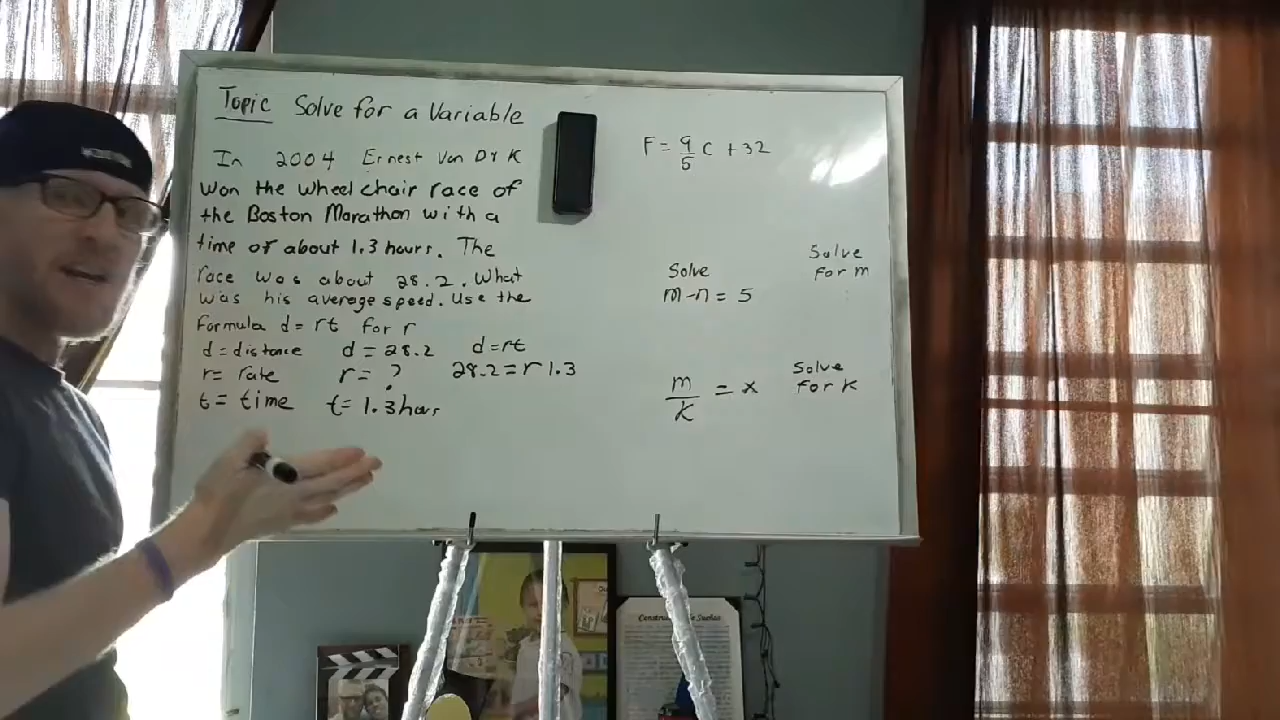 Topic Solve for a Variable
In 2004 Ernest Van Dyk
won the wheelchair race of
the Boston Marathon with a
time of about 1.3 hours. The
race was about 28.2. What
was his average speed. Use the
Formula d = rt for r
d = distance d = 28.2 d = rt
r = rate r = ? 28.2 = r 1.3
t = time t = 1.3 hours
F = 9/5 C + 32
Solve
m - n = 5
Solve
for m
m/k = x
Solve
for k